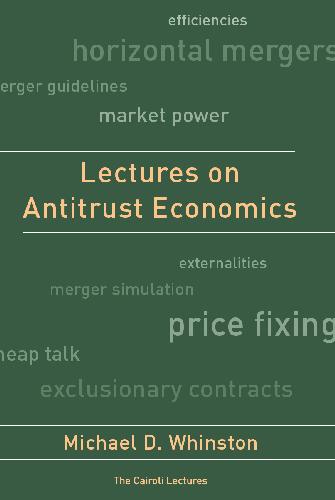 efficiencies
horizontal mergers
erger guidelines
market power
Lectures on
Antitrust Economics
externalities
merger simulation
price fixing
heap talk
exclusionary contracts
Michael D. Whinston
The Cairoli Lectures